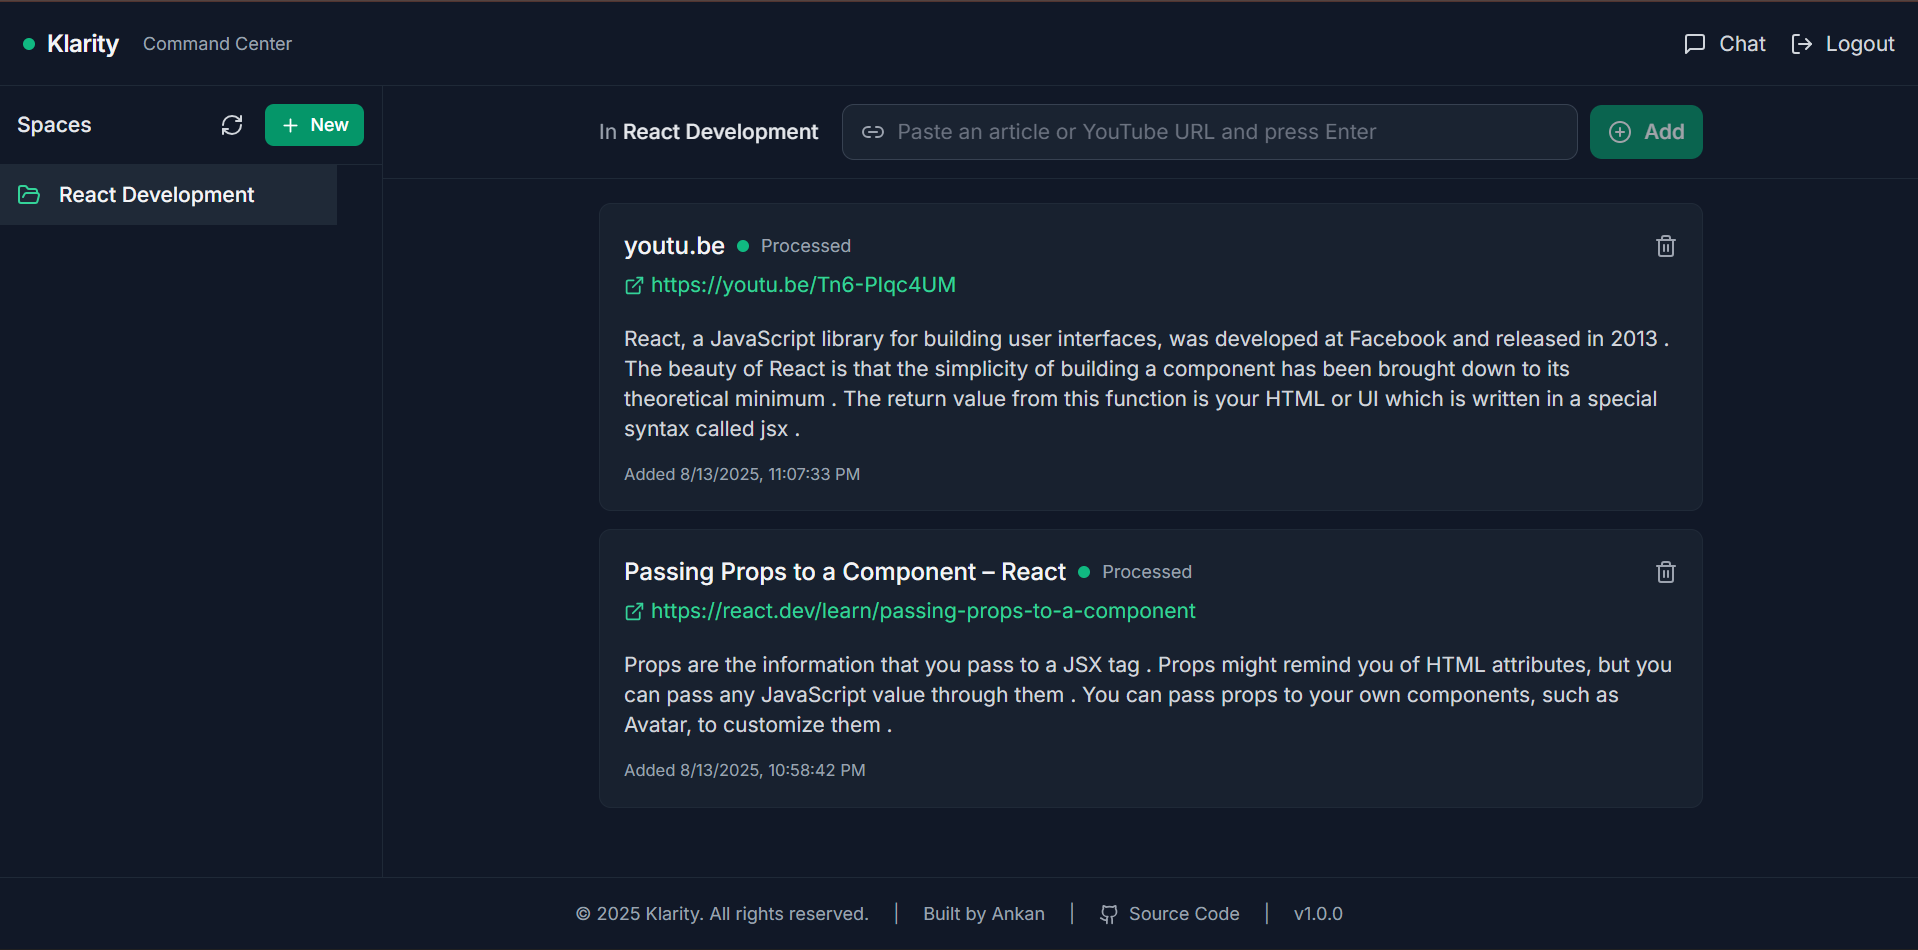 Klarity Command Center Chat Logout
Spaces New
React Development
In React Development Paste an article or YouTube URL and press Enter Add
youtu.be Processed
https://youtu.be/Tn6-PIqc4UM
React, a JavaScript library for building user interfaces, was developed at Facebook and released in 2013 .
The beauty of React is that the simplicity of building a component has been brought down to its
theoretical minimum . The return value from this function is your HTML or UI which is written in a special
syntax called jsx .
Added 8/13/2025, 11:07:33 PM
Passing Props to a Component – React Processed
https://react.dev/learn/passing-props-to-a-component
Props are the information that you pass to a JSX tag . Props might remind you of HTML attributes, but you
can pass any JavaScript value through them . You can pass props to your own components, such as
Avatar, to customize them .
Added 8/13/2025, 10:58:42 PM
© 2025 Klarity. All rights reserved. | Built by Ankan | Source Code | v1.0.0